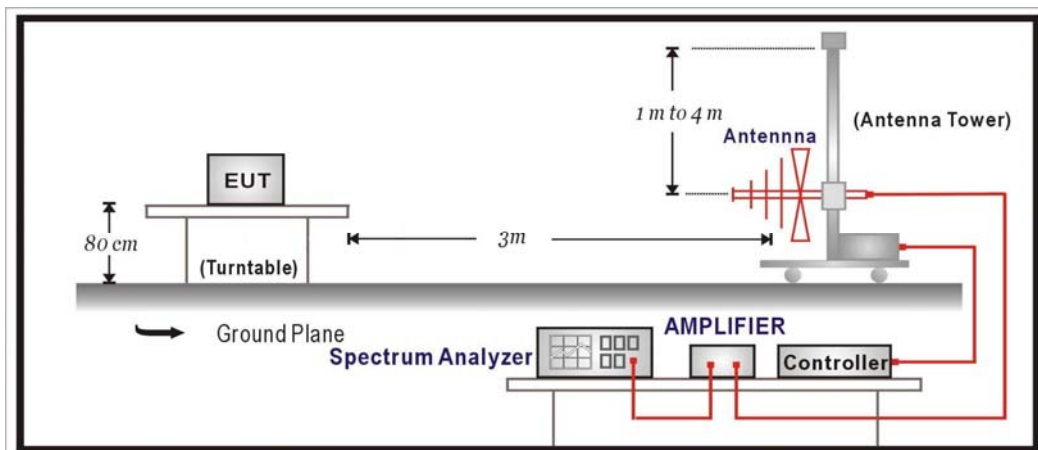 1 m to 4 m
(Antenna Tower)
Antennna
EUT
80 cm
3m
(Turntable)
Ground Plane
AMPLIFIER
Spectrum Analyzer
Controller